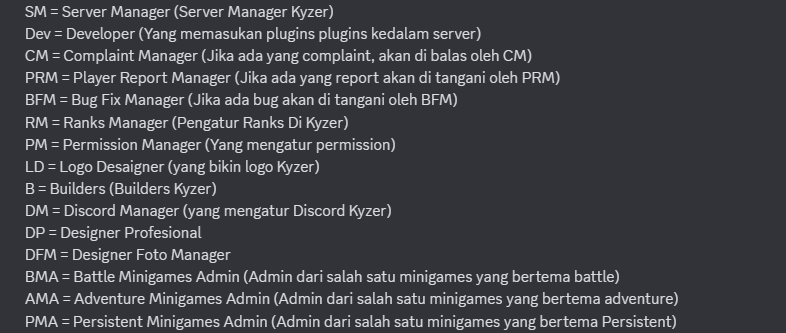 SM = Server Manager (Server Manager Kyzer)
Dev = Developer (Yang memasukan plugins plugins kedalam server)
CM = Complaint Manager (Jika ada yang complaint, akan di balas oleh CM)
PRM = Player Report Manager (Jika ada yang report akan di tangani oleh PRM)
BFM = Bug Fix Manager (Jika ada bug akan di tangani oleh BFM)
RM = Ranks Manager (Pengatur Ranks Di Kyzer)
PM = Permission Manager (Yang mengatur permission)
LD = Logo Desaigner (yang bikin logo Kyzer)
B = Builders (Builders Kyzer)
DM = Discord Manager (yang mengatur Discord Kyzer)
DP = Designer Profesional
DFM = Designer Foto Manager
BMA = Battle Minigames Admin (Admin dari salah satu minigames yang bertema battle)
AMA = Adventure Minigames Admin (Admin dari salah satu minigames yang bertema adventure)
PMA = Persistent Minigames Admin (Admin dari salah satu minigames yang bertema Persistent)